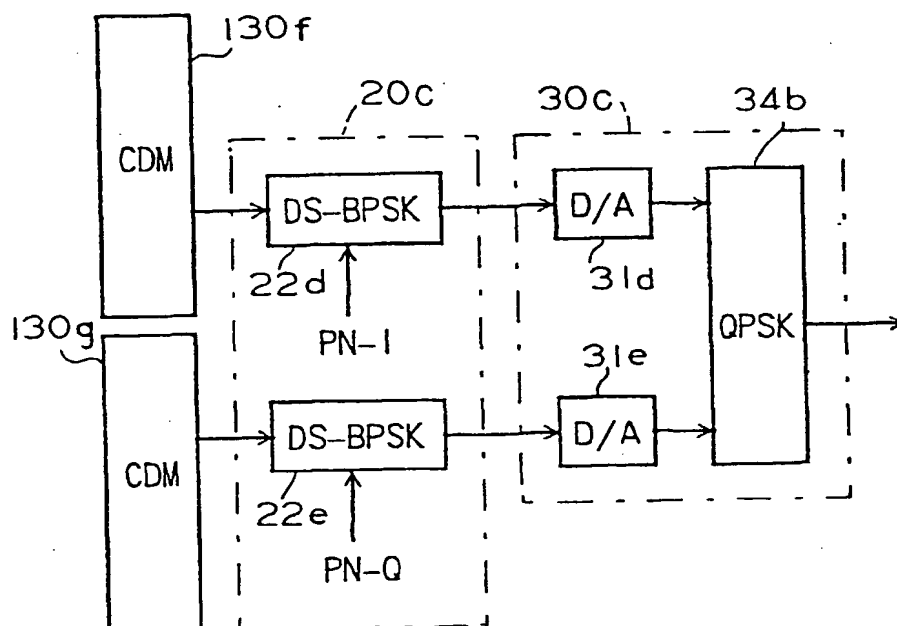 130f
20c
30c
34b
CDM
DS-BPSK
D/A
22d
31d
PN-I
QPSK
130g
31e
CDM
DS-BPSK
D/A
22e
PN-Q